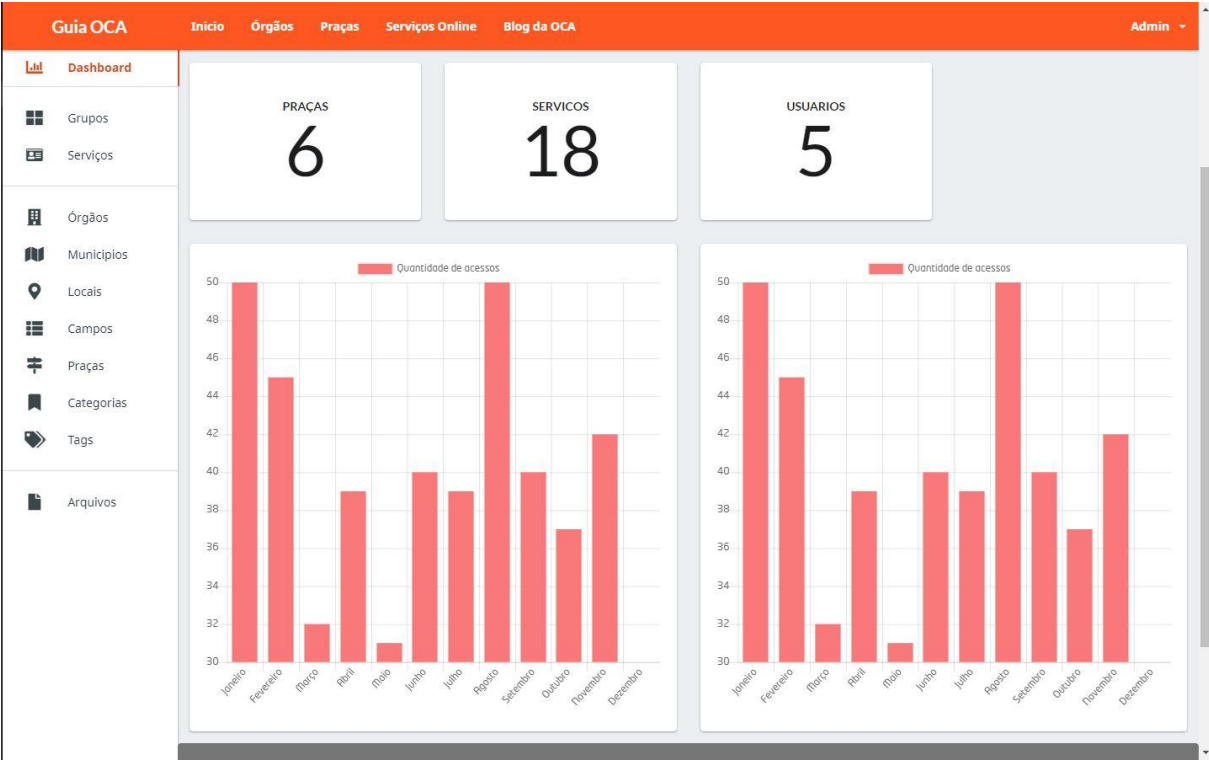 Guia OCA
Inicio Órgãos Praças Serviços Online Blog da OCA Admin
Dashboard
Grupos
Serviços
Órgãos
Municipios
Locais
Campos
Praças
Categorias
Tags
Arquivos
PRAÇAS
6
SERVICOS
18
USUARIOS
5
Quantidade de acessos
50
48
46
44
42
40
38
36
34
32
30
Janeiro Fevereiro Março Abril Maio Junho Julho Agosto Setembro Outubro Novembro Dezembro
Quantidade de acessos
50
48
46
44
42
40
38
36
34
32
30
Janeiro Fevereiro Março Abril Maio Junho Julho Agosto Setembro Outubro Novembro Dezembro